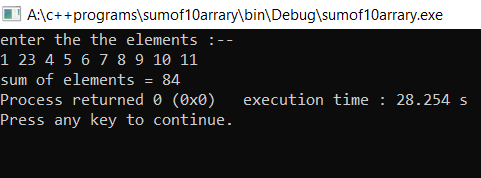 A:\c++programs\sumof10arrary\bin\Debug\sumof10arrary.exe
enter the the elements :--
1 23 4 5 6 7 8 9 10 11
sum of elements = 84
Process returned 0 (0x0)   execution time : 28.254 s
Press any key to continue.